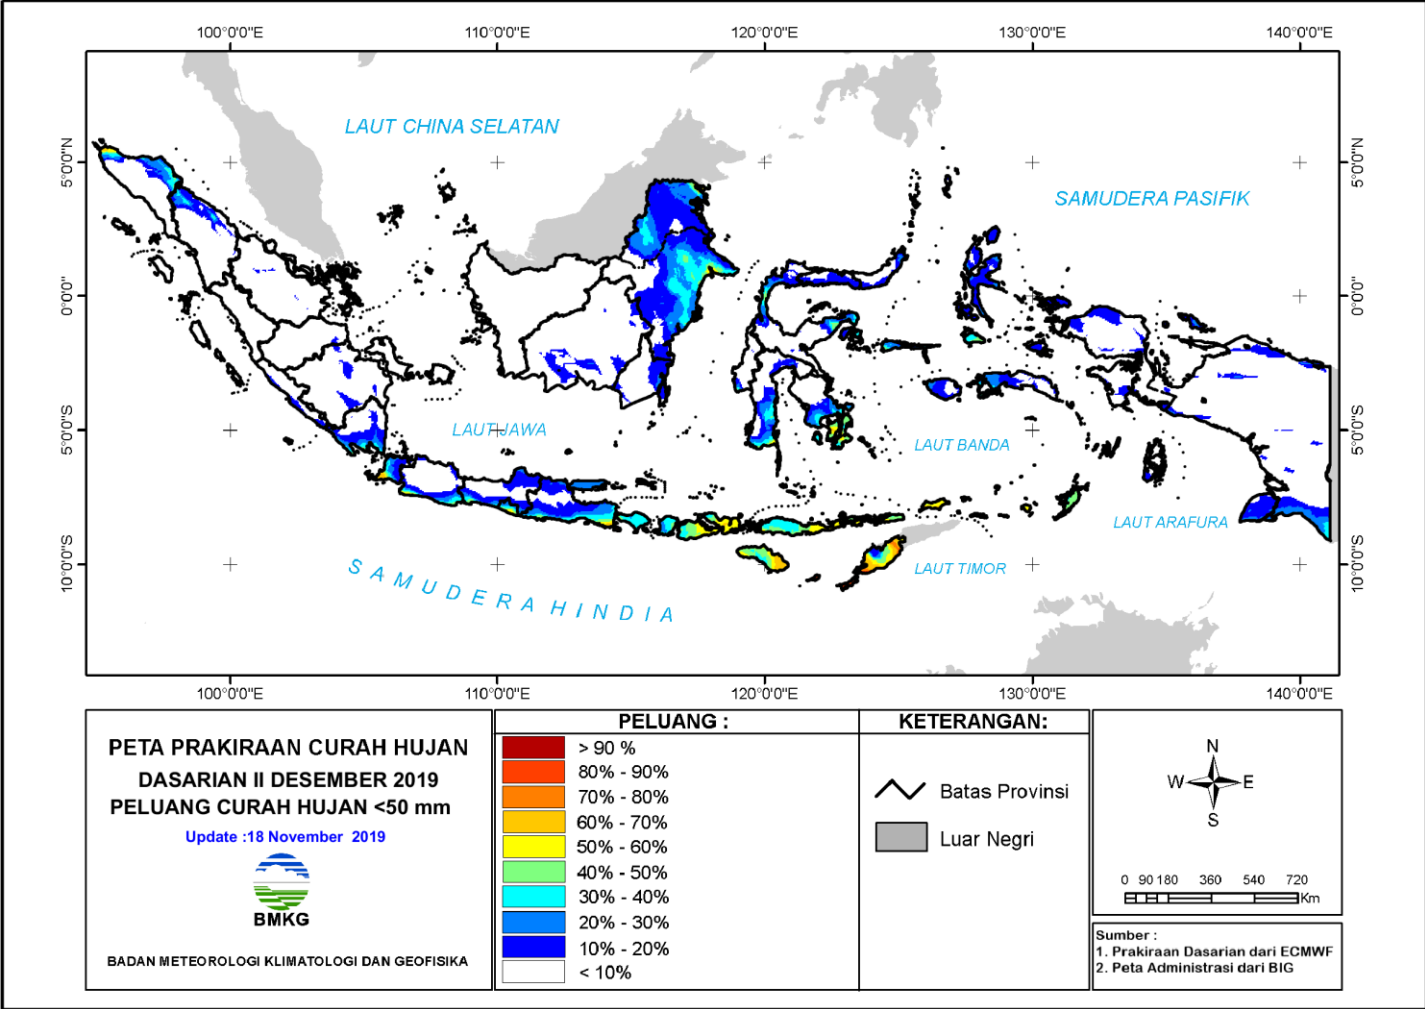 100°0'0"E 110°0'0"E 120°0'0"E 130°0'0"E 140°0'0"E
5°0'0"N
0°0'0"
5°0'0"S
10°0'0"S
LAUT CHINA SELATAN
SAMUDERA PASIFIK
LAUT JAWA
LAUT BANDA
LAUT ARAFURA
LAUT TIMOR
SAMUDERA HINDIA
5°0'0"N
0°0'0"
5°0'0"S
10°0'0"S
100°0'0"E 110°0'0"E 120°0'0"E 130°0'0"E 140°0'0"E
PETA PRAKIRAAN CURAH HUJAN
DASARIAN II DESEMBER 2019
PELUANG CURAH HUJAN <50 mm
Update :18 November 2019
BMKG
BADAN METEOROLOGI KLIMATOLOGI DAN GEOFISIKA
PELUANG :
> 90 %
80% - 90%
70% - 80%
60% - 70%
50% - 60%
40% - 50%
30% - 40%
20% - 30%
10% - 20%
< 10%
KETERANGAN:
Batas Provinsi
Luar Negri
N
W E
S
0 90 180 360 540 720
Km
Sumber :
1. Prakiraan Dasarian dari ECMWF
2. Peta Administrasi dari BIG